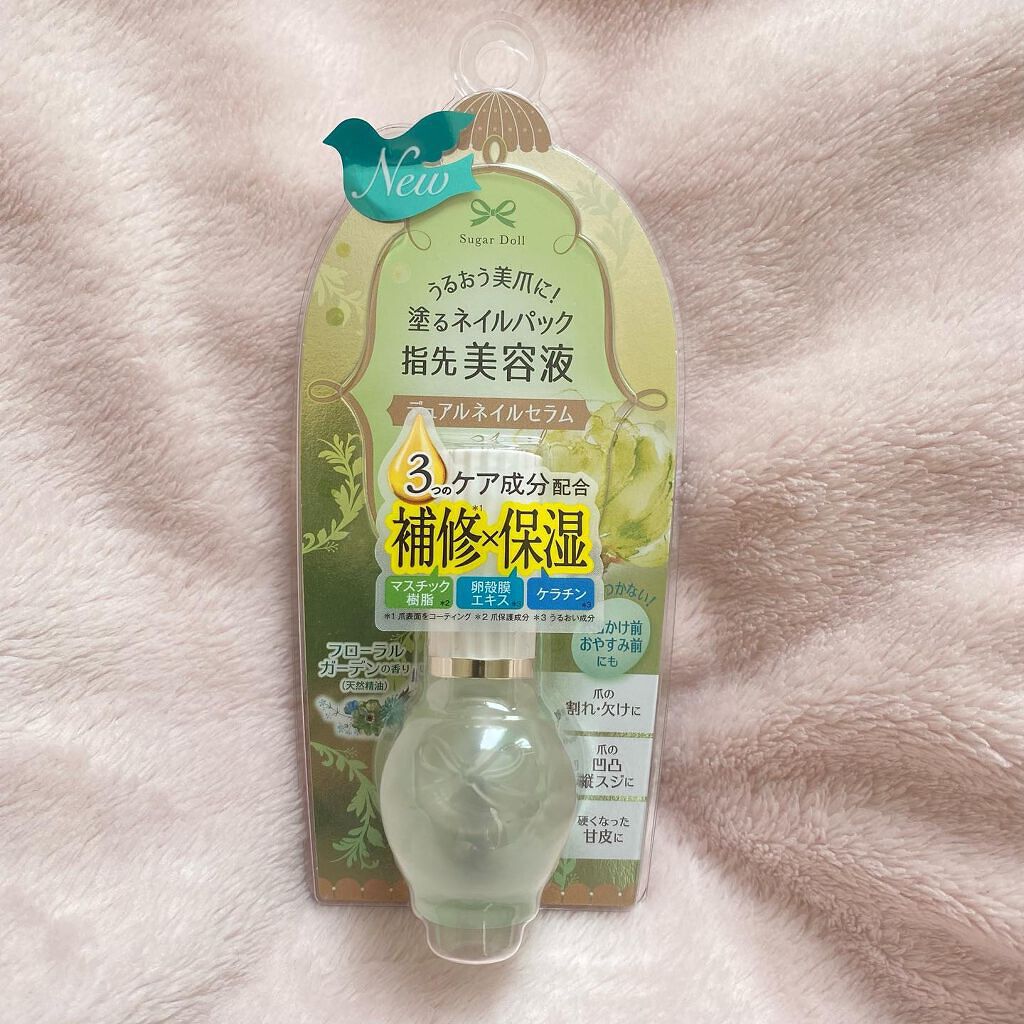 New
Sugar Doll
うるおう美爪に!
塗るネイルパック
指先美容液
デュアルネイルセラム
3つのケア成分配合
補修*1×保湿
マスチック
樹脂*2
卵殻膜
エキス
ケラチン
*3
*1 爪表面をコーティング *2 爪保護成分 *3 うるおい成分
つかない!
かけ前
おやすみ前
にも
フローラル
ガーデンの香り
(天然精油)
爪の
割れ・欠けに
爪の
凹凸
縦スジに
硬くなった
甘皮に